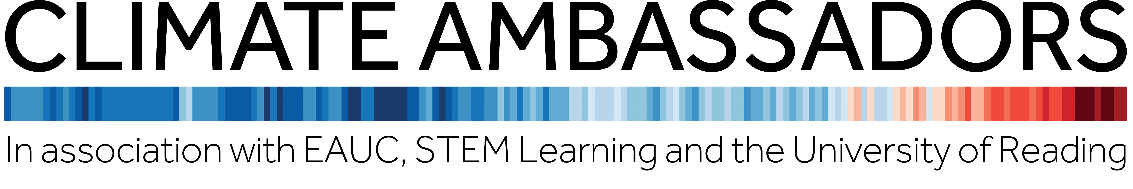 CLIMATE AMBASSADORS
In association with EAUC, STEM Learning and the University of Reading